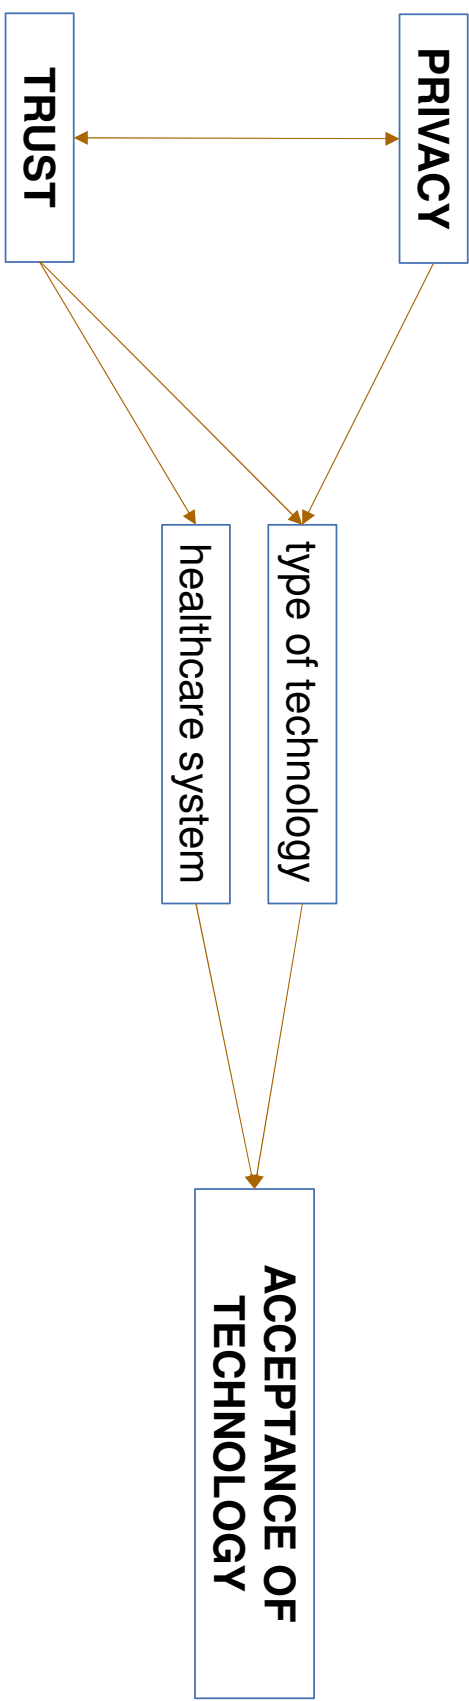 PRIVACY
TRUST
type of technology
healthcare system
ACCEPTANCE OF
TECHNOLOGY